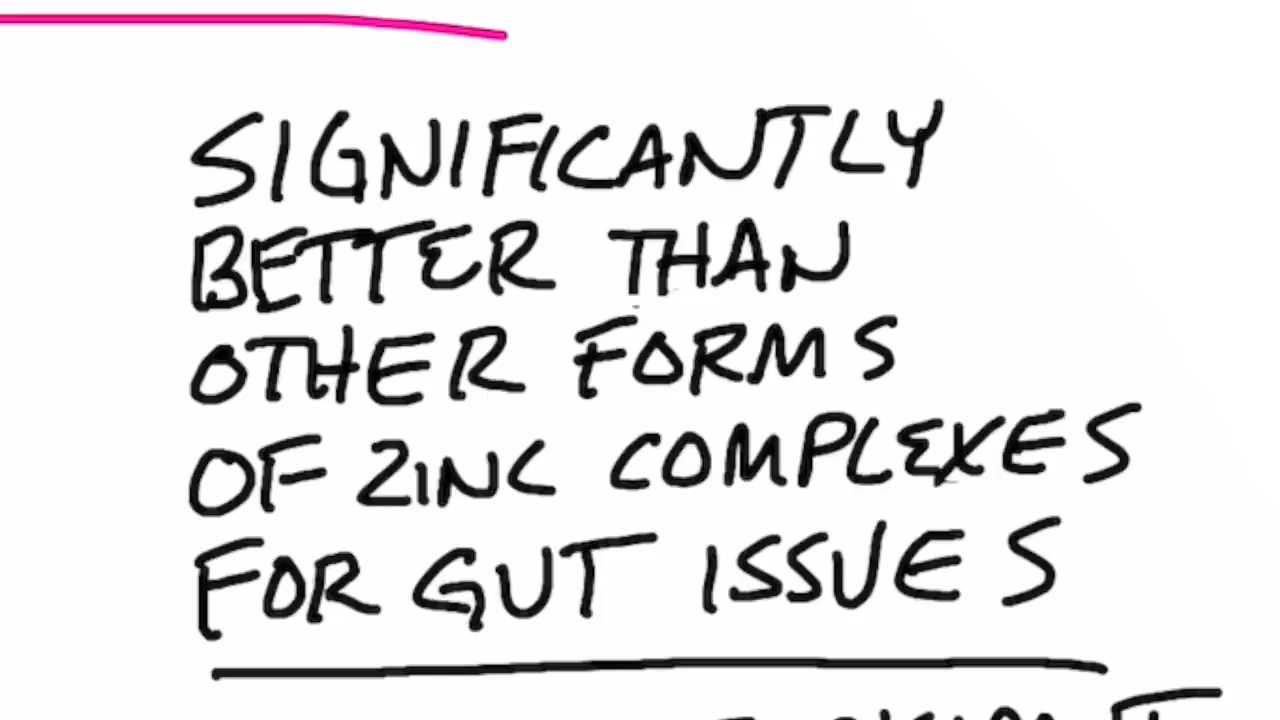 SIGNIFICANTLY
BETTER THAN
OTHER FORMS
OF ZINC COMPLEXES
FOR GUT ISSUES